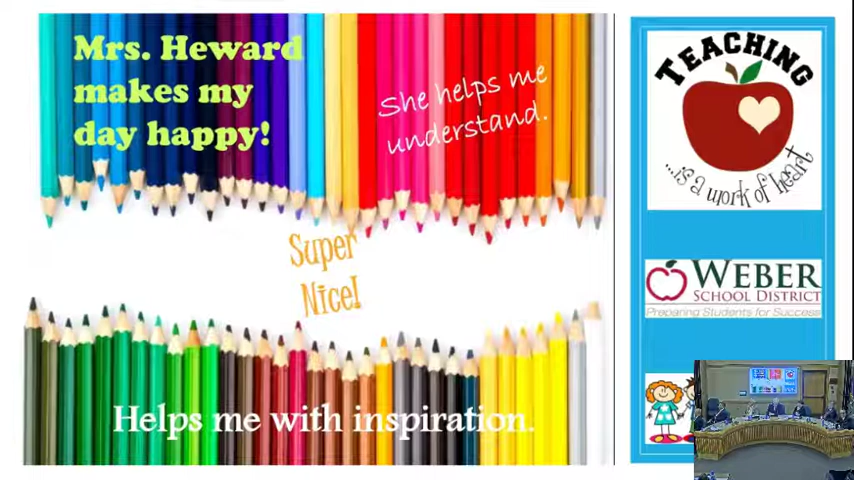 Mrs. Heward
makes my
day happy!
She helps me
understand.
Super
Nice!
Helps me with inspiration.
TEACHING
...is a work of heart
WEBER
SCHOOL DISTRICT
Preparing Students for Success